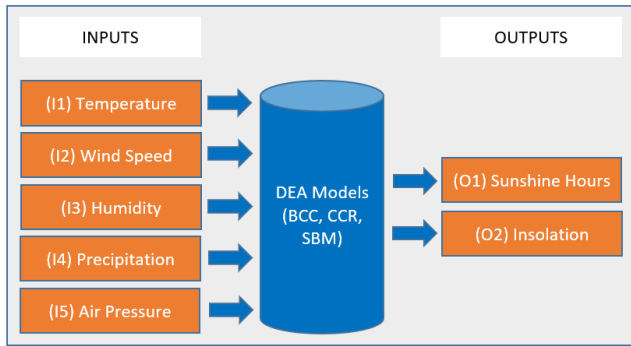 INPUTS
(I1) Temperature
(I2) Wind Speed
(I3) Humidity
(I4) Precipitation
(I5) Air Pressure
DEA Models
(BCC, CCR,
SBM)
OUTPUTS
(O1) Sunshine Hours
(O2) Insolation